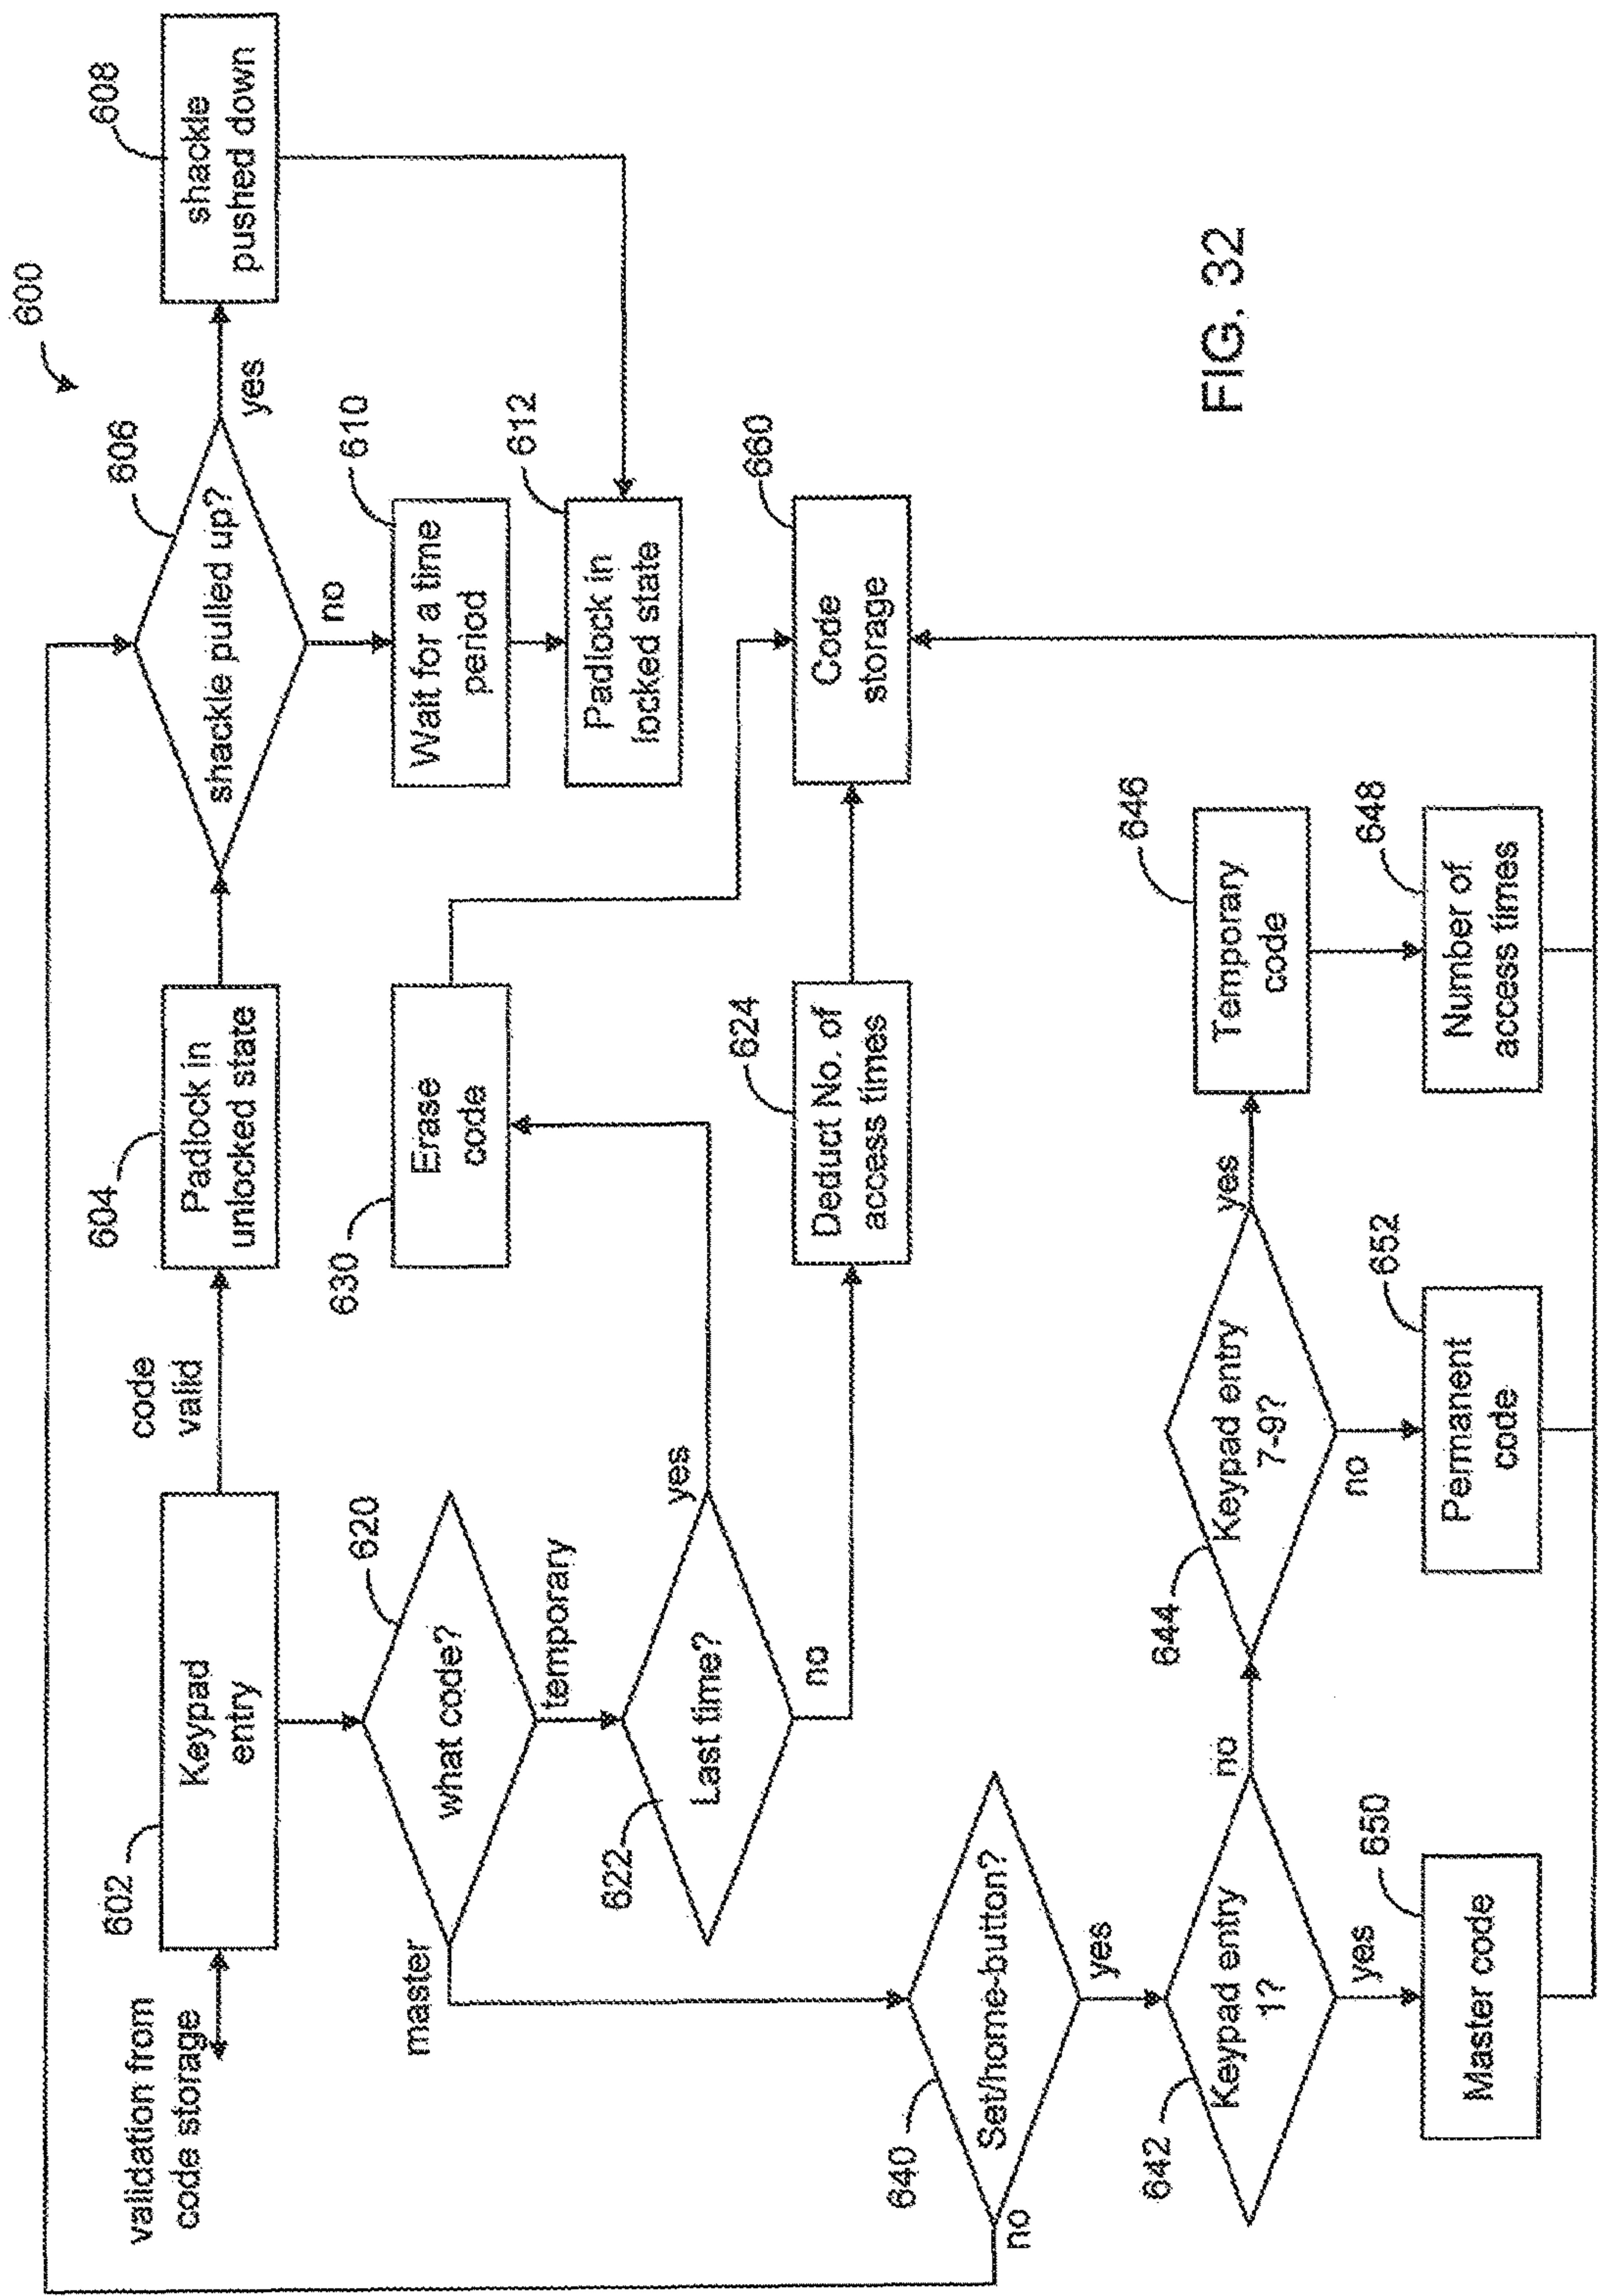 600
602
Keypad
entry
validation from
code storage
code
valid
604
Padlock in
unlocked state
606
shackle pulled up?
yes
no
608
shackle
pushed down
610
Wait for a time
period
612
Padlock in
locked state
620
what code?
master
temporary
622
Last time?
yes
no
630
Erase
code
624
Deduct No. of
access times
660
Code
storage
640
Set/home-button?
no
yes
642
Keypad entry
1?
no
yes
644
Keypad entry
7-9?
yes
no
646
Temporary
code
648
Number of
access times
650
Master code
652
Permanent
code
FIG. 32